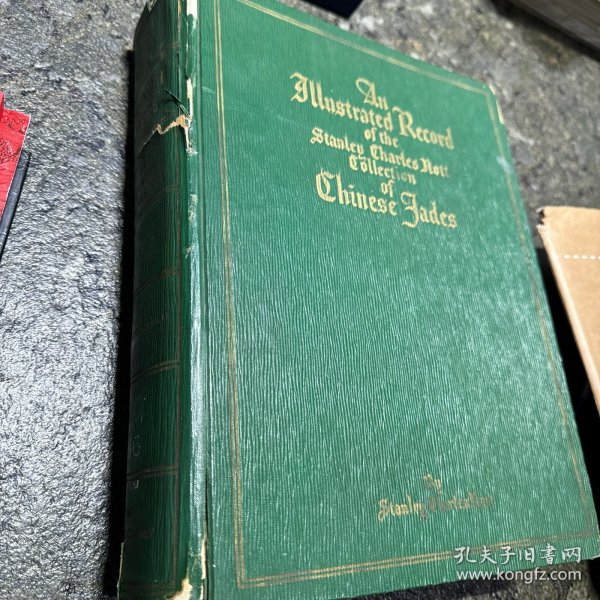 An
Illustrated Record
of the
Stanley Charles Nott
Collection
of
Chinese Jades
By
Stanley Charles Nott
孔夫子旧书网
www.kongfz.com